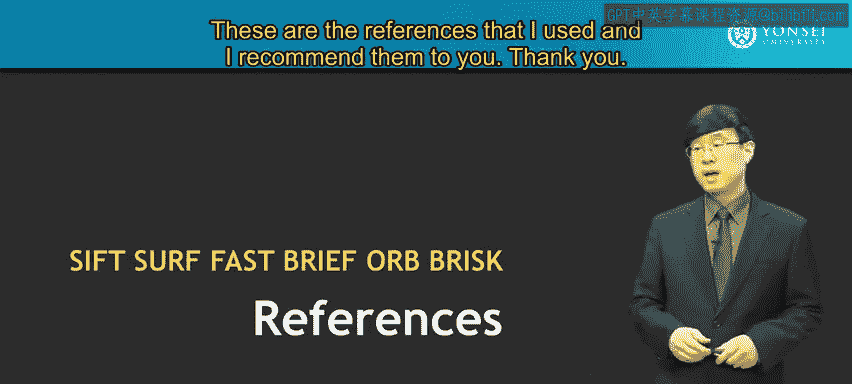 These are the references that I used and
I recommend them to you. Thank you.
YONSEI
UNIVERSITY
SIFT SURF FAST BRIEF ORB BRISK
References